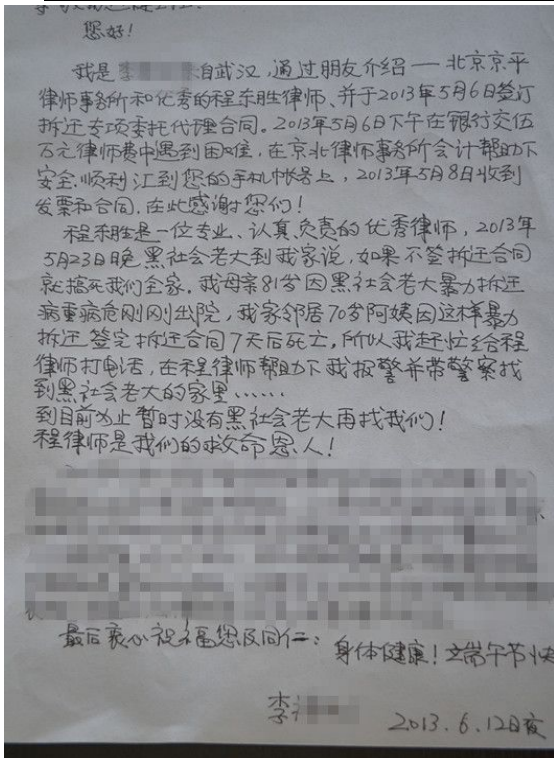 您好!
我是李 自武汉,通过朋友介绍——北京京平
律师事务所和优秀的程东胜律师、并于2013年5月6日签订
拆迁专项委托代理合同。2013年5月6日下午在银行交伍
万元律师费中遇到困难,在京北律师事务所会计帮助下
安全.顺利汇到您的手机帐号上,2013年5月8日收到
发票和合同.在此感谢您们!
程东胜是一位专业、认真负责的优秀律师,2013年
5月23日晚黑社会老大到我家说,如果不签拆迁合同
就搞死我们全家。我母亲81岁因黑社会老大暴力拆迁
病重病危刚刚出院,我家邻居70岁阿姨因这样暴力
拆迁签定拆迁合同7天后死亡.所以我赶忙给程
律师打电话,在程律师帮助下我报警并带警察找
到黑社会老大的家里……
到目前为止暂时没有黑社会老大再找我们!
程律师是我们的救命恩人!
最后衷心祝福您及同仁:身体健康!端午节快
李
2013.6.12日夜